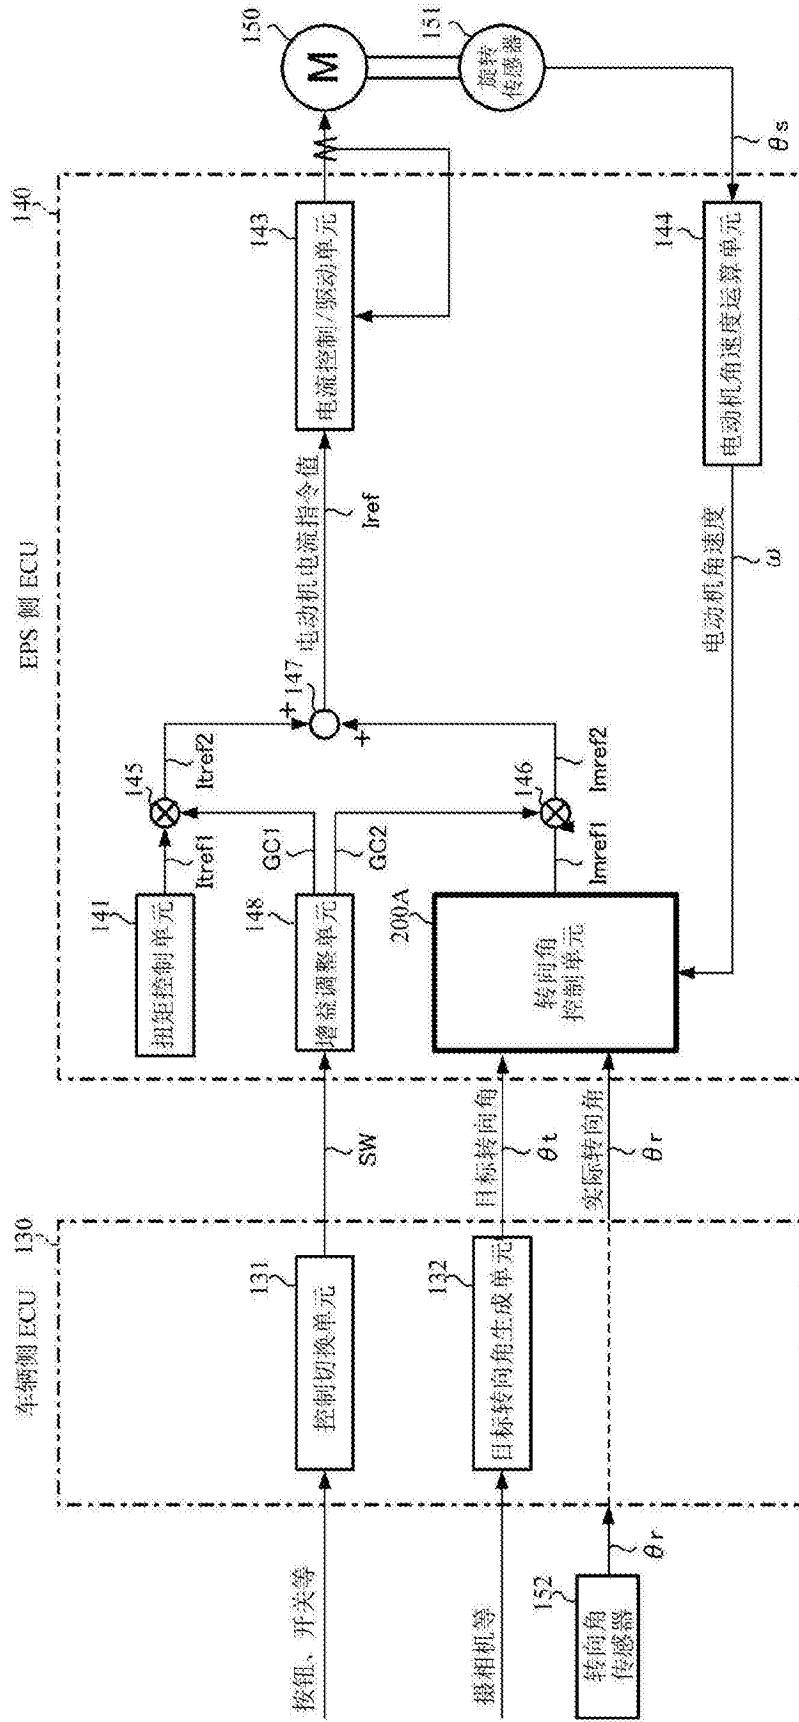 车辆侧 ECU
130
EPS 侧 ECU
140
按钮、开关等
131
控制切换单元
SW
摄相机等
132
目标转向角生成单元
目标转向角
θt
152
转向角
传感器
θr
实际转向角
θr
141
扭矩控制单元
Itref1
145
Itref2
148
增益调整单元
GC1
GC2
200A
转向角
控制单元
Imref1
146
Imref2
+
147
+
电动机电流指令值
Iref
143
电流控制/驱动单元
150
M
151
旋转
传感器
θs
144
电动机角速度运算单元
电动机角速度
ω